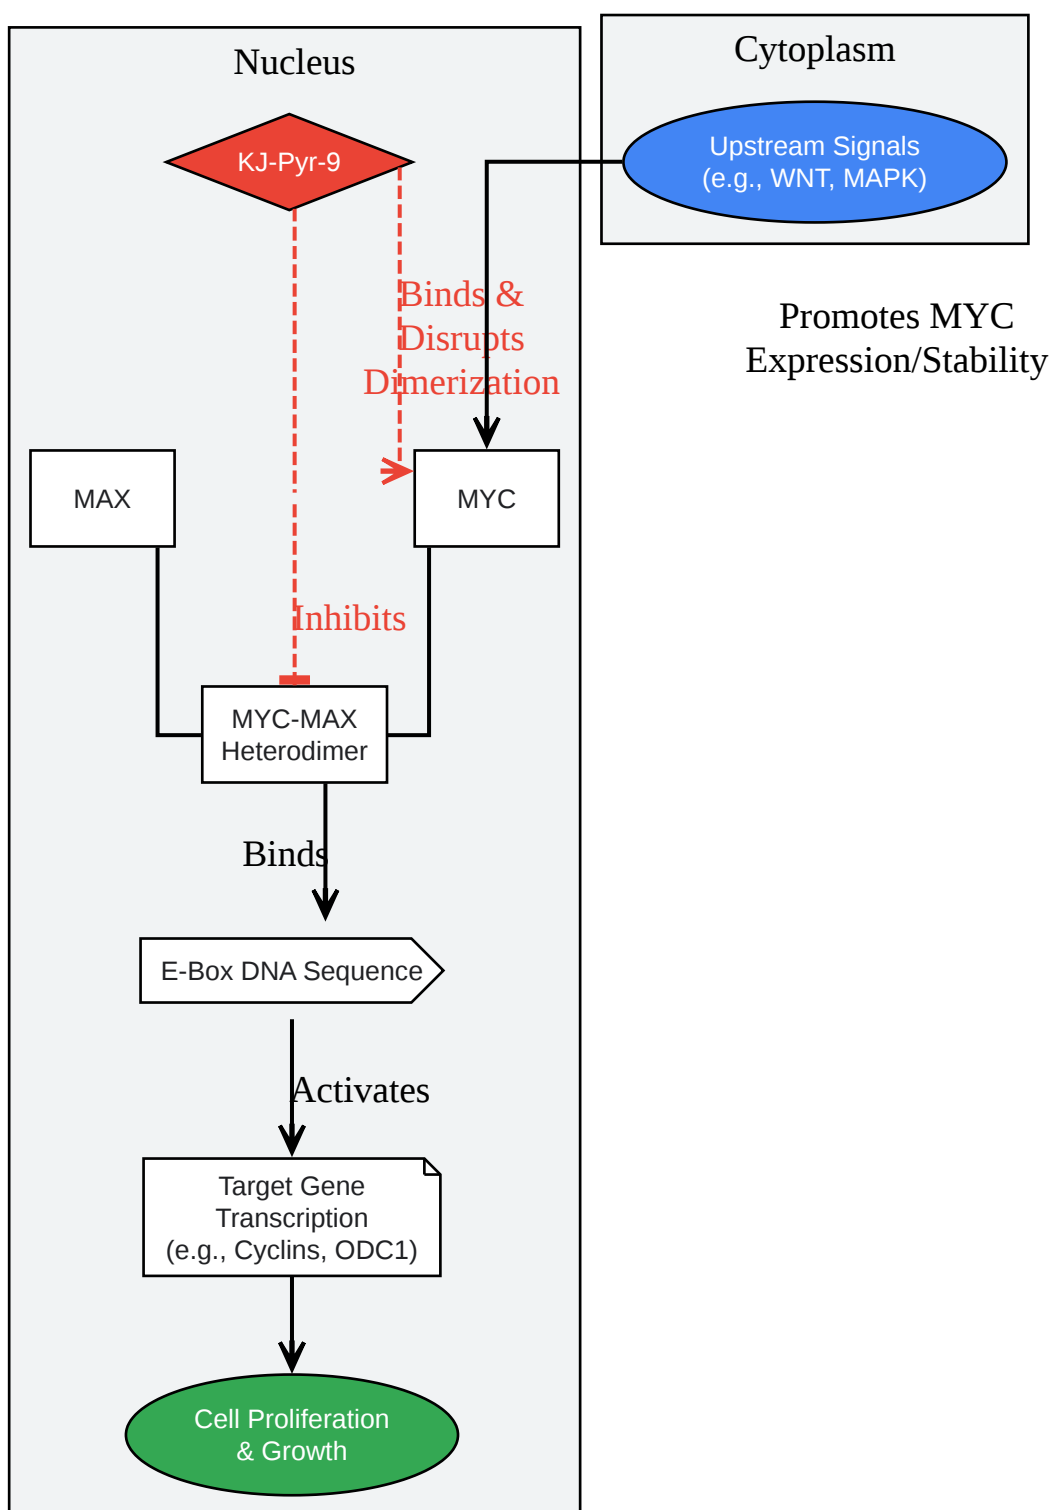 Nucleus
Cytoplasm
KJ-Pyr-9
Upstream Signals
(e.g., WNT, MAPK)
Binds &
Disrupts
Dimerization
Promotes MYC
Expression/Stability
MAX
MYC
Inhibits
MYC-MAX
Heterodimer
Binds
E-Box DNA Sequence
Activates
Target Gene
Transcription
(e.g., Cyclins, ODC1)
Cell Proliferation
& Growth